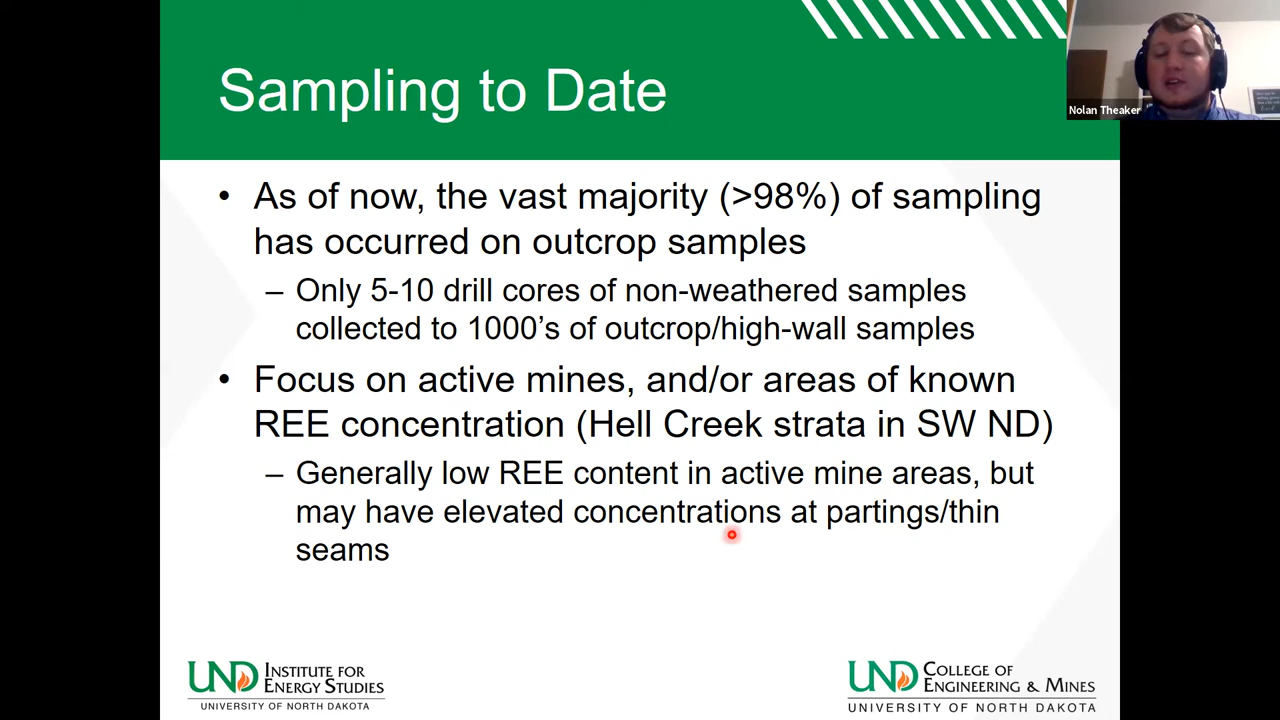 Sampling to Date
Nolan Theaker
• As of now, the vast majority (>98%) of sampling
has occurred on outcrop samples
– Only 5-10 drill cores of non-weathered samples
collected to 1000's of outcrop/high-wall samples
• Focus on active mines, and/or areas of known
REE concentration (Hell Creek strata in SW ND)
– Generally low REE content in active mine areas, but
may have elevated concentrations at partings/thin
seams
UND INSTITUTE FOR
ENERGY STUDIES
UNIVERSITY OF NORTH DAKOTA
UND COLLEGE OF
ENGINEERING & MINES
UNIVERSITY OF NORTH DAKOTA